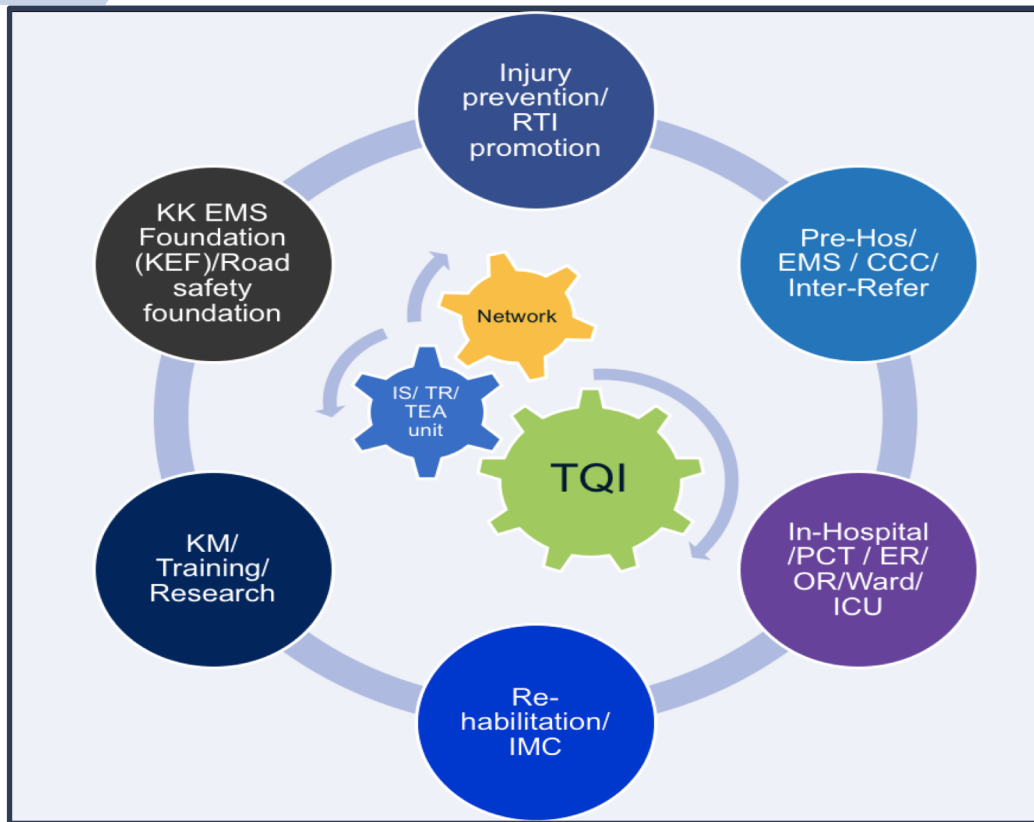 Injury
prevention/
RTI
promotion
KK EMS
Foundation
(KEF)/Road
safety
foundation
Pre-Hos/
EMS / CCC/
Inter-Refer
Network
IS/ TR/
TEA
unit
TQI
KM/
Training/
Research
In-Hospital
/PCT / ER/
OR/Ward/
ICU
Re-
habilitation/
IMC